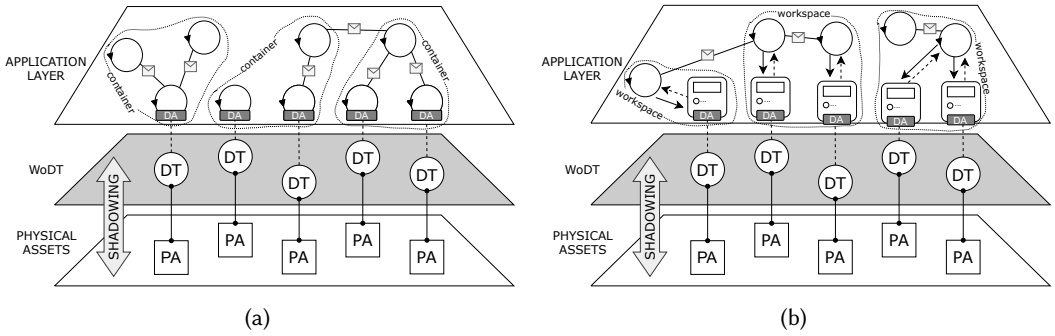 APPLICATION
LAYER
container
container
container
DA
DA
DA
DA
DA
WoDT
DT
DT
DT
DT
DT
SHADOWING
PHYSICAL
ASSETS
PA
PA
PA
PA
PA
(a)
APPLICATION
LAYER
workspace
workspace
workspace
DA
DA
DA
DA
DA
WoDT
DT
DT
DT
DT
DT
SHADOWING
PHYSICAL
ASSETS
PA
PA
PA
PA
PA
(b)